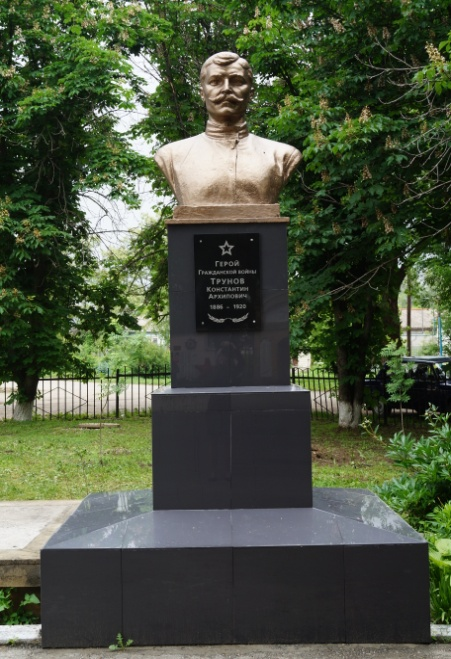 Герой
Гражданской войны
Трунов
Константин
Архипович
1886 - 1920